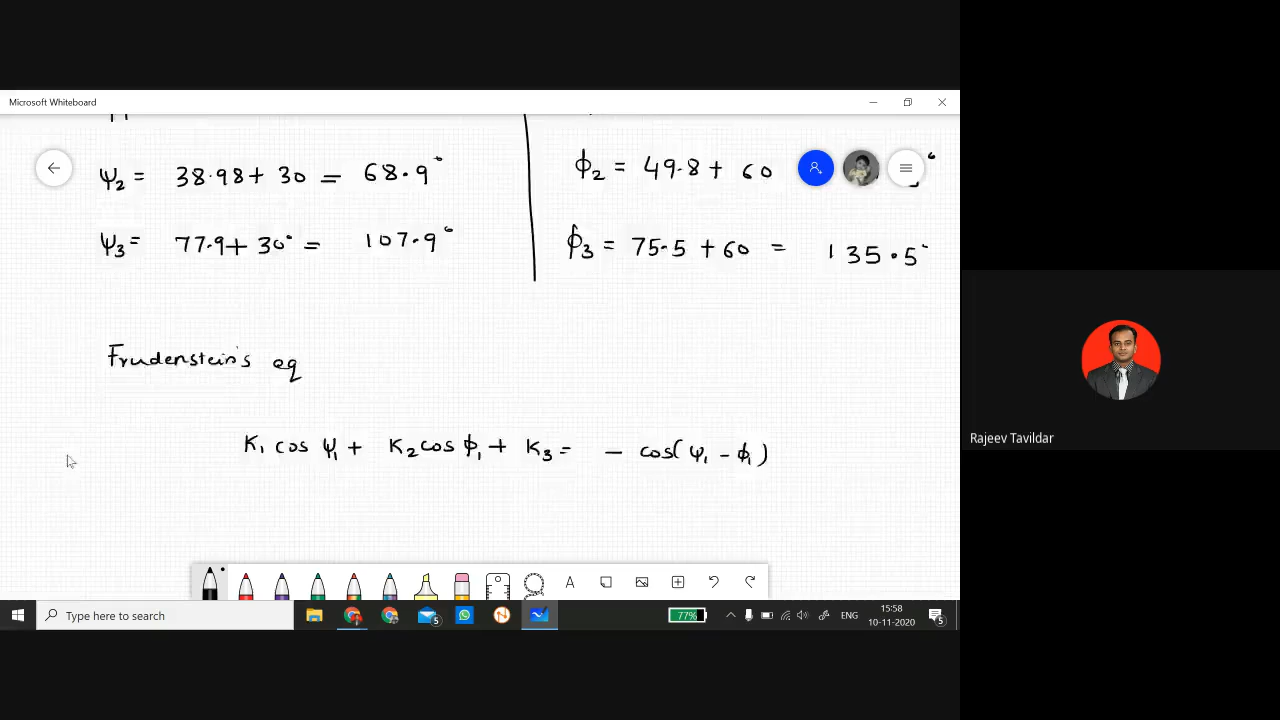 Microsoft Whiteboard
ψ2 = 38.98 + 30 = 68.9°
ϕ2 = 49.8 + 60
ψ3 = 77.9 + 30° = 107.9°
ϕ3 = 75.5 + 60 = 135.5°
Frudenstein's eq
K1 cos ψ1 + K2 cos ϕ1 + K3 = - cos(ψ1 - ϕ1)
Rajeev Tavildar
A
Type here to search
5
77%
ENG
15:58
10-11-2020
5